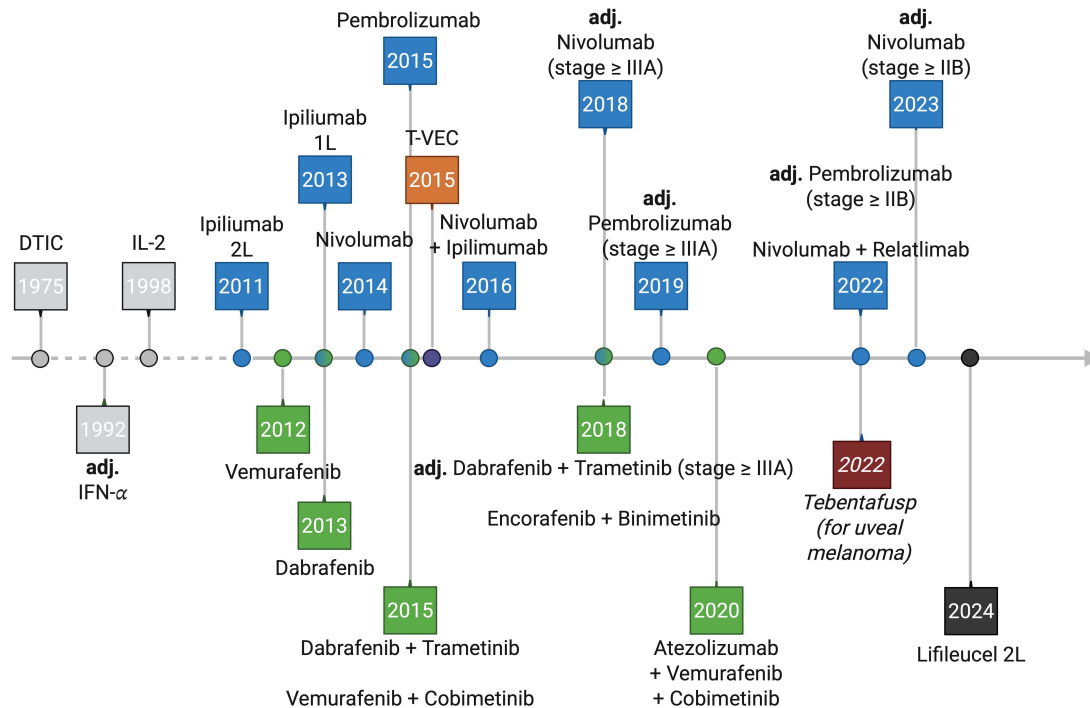 DTIC
1975
1992
adj.
IFN-α
IL-2
1998
Ipiliumab
2L
2011
2012
Vemurafenib
Ipiliumab
1L
2013
2013
Dabrafenib
Nivolumab
2014
Pembrolizumab
2015
T-VEC
2015
2015
Dabrafenib + Trametinib
Vemurafenib + Cobimetinib
Nivolumab
+ Ipilimumab
2016
adj.
Nivolumab
(stage ≥ IIIA)
2018
2018
adj. Dabrafenib + Trametinib (stage ≥ IIIA)
Encorafenib + Binimetinib
adj.
Pembrolizumab
(stage ≥ IIIA)
2019
2020
Atezolizumab
+ Vemurafenib
+ Cobimetinib
adj. Pembrolizumab
(stage ≥ IIB)
Nivolumab + Relatlimab
2022
2022
Tebentafusp
(for uveal
melanoma)
adj.
Nivolumab
(stage ≥ IIB)
2023
2024
Lifileucel 2L